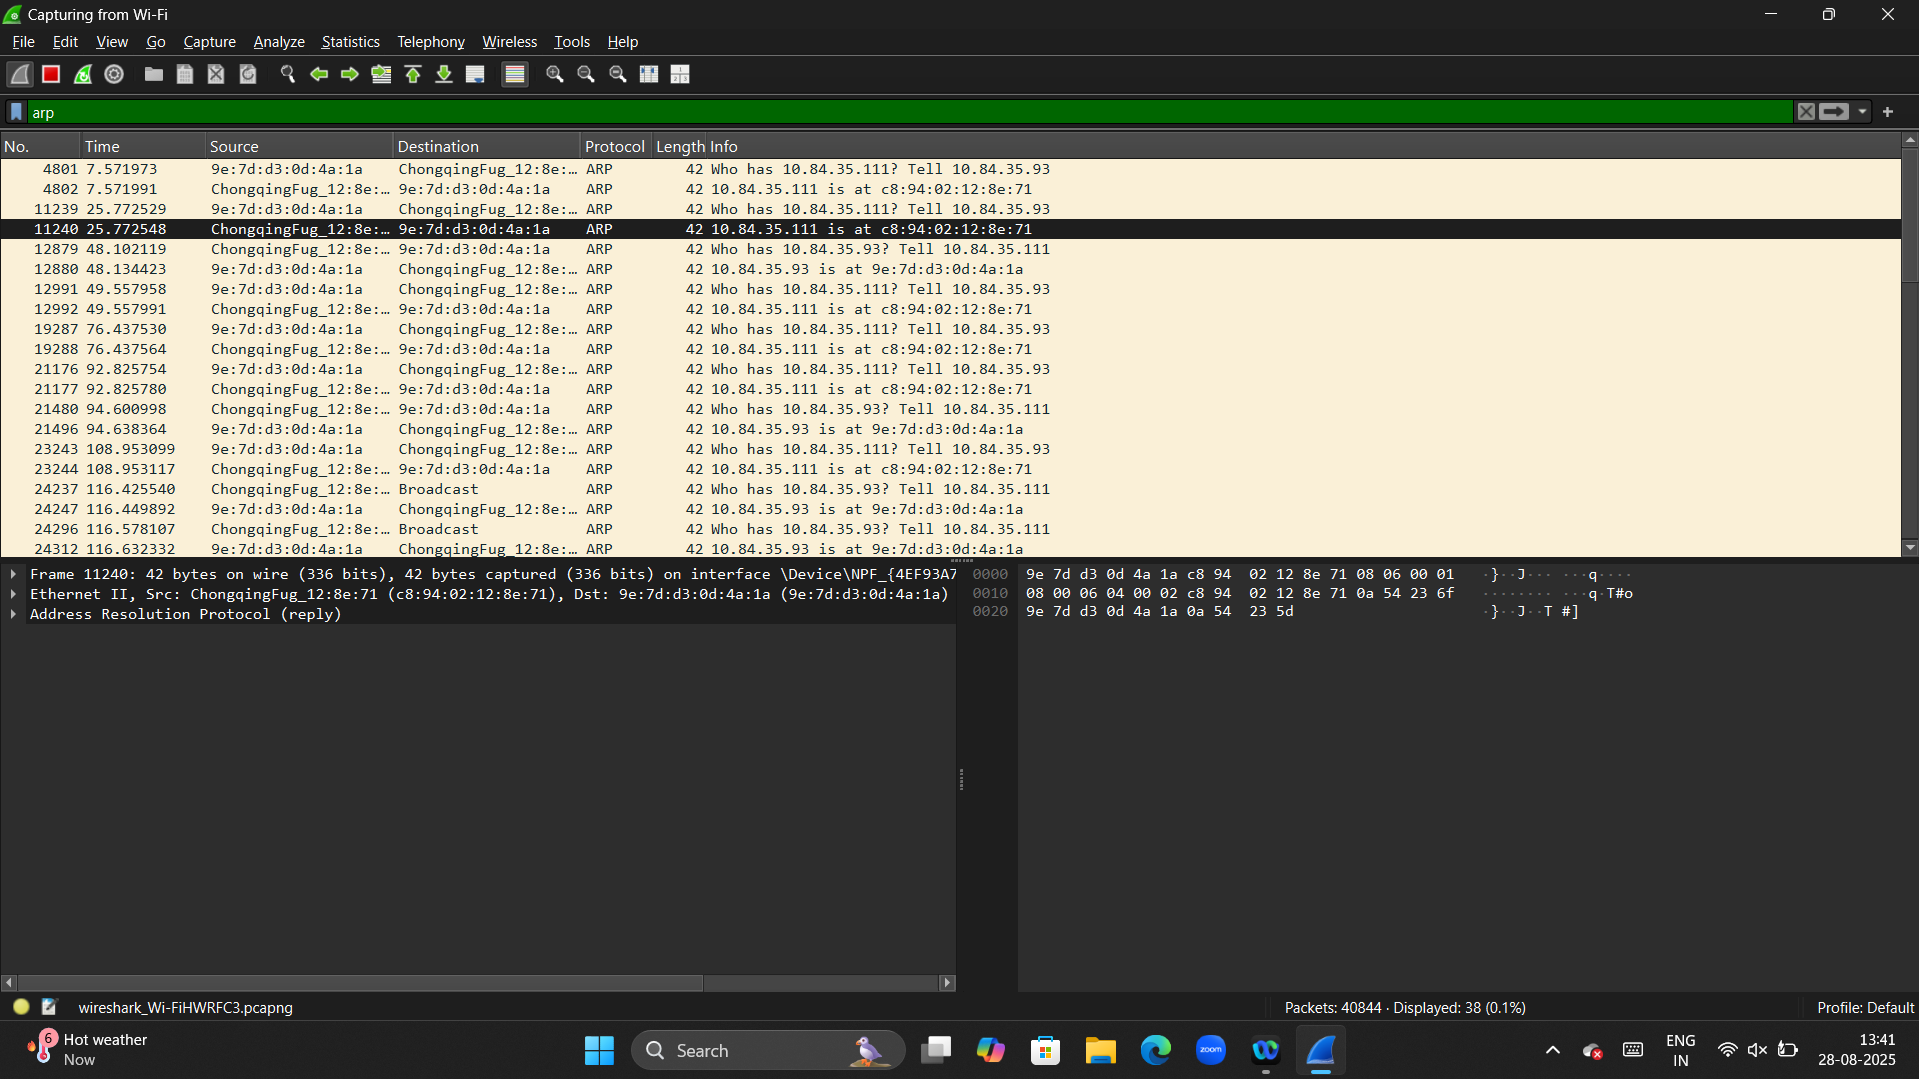 Capturing from Wi-Fi
File Edit View Go Capture Analyze Statistics Telephony Wireless Tools Help
arp
No. Time Source Destination Protocol Length Info
4801 7.571973 9e:7d:d3:0d:4a:1a ChongqingFug_12:8e:… ARP 42 Who has 10.84.35.111? Tell 10.84.35.93
4802 7.571991 ChongqingFug_12:8e:… 9e:7d:d3:0d:4a:1a ARP 42 10.84.35.111 is at c8:94:02:12:8e:71
11239 25.772529 9e:7d:d3:0d:4a:1a ChongqingFug_12:8e:… ARP 42 Who has 10.84.35.111? Tell 10.84.35.93
11240 25.772548 ChongqingFug_12:8e:… 9e:7d:d3:0d:4a:1a ARP 42 10.84.35.111 is at c8:94:02:12:8e:71
12879 48.102119 ChongqingFug_12:8e:… 9e:7d:d3:0d:4a:1a ARP 42 Who has 10.84.35.93? Tell 10.84.35.111
12880 48.134423 9e:7d:d3:0d:4a:1a ChongqingFug_12:8e:… ARP 42 10.84.35.93 is at 9e:7d:d3:0d:4a:1a
12991 49.557958 9e:7d:d3:0d:4a:1a ChongqingFug_12:8e:… ARP 42 Who has 10.84.35.111? Tell 10.84.35.93
12992 49.557991 ChongqingFug_12:8e:… 9e:7d:d3:0d:4a:1a ARP 42 10.84.35.111 is at c8:94:02:12:8e:71
19287 76.437530 9e:7d:d3:0d:4a:1a ChongqingFug_12:8e:… ARP 42 Who has 10.84.35.111? Tell 10.84.35.93
19288 76.437564 ChongqingFug_12:8e:… 9e:7d:d3:0d:4a:1a ARP 42 10.84.35.111 is at c8:94:02:12:8e:71
21176 92.825754 9e:7d:d3:0d:4a:1a ChongqingFug_12:8e:… ARP 42 Who has 10.84.35.111? Tell 10.84.35.93
21177 92.825780 ChongqingFug_12:8e:… 9e:7d:d3:0d:4a:1a ARP 42 10.84.35.111 is at c8:94:02:12:8e:71
21480 94.600998 ChongqingFug_12:8e:… 9e:7d:d3:0d:4a:1a ARP 42 Who has 10.84.35.93? Tell 10.84.35.111
21496 94.638364 9e:7d:d3:0d:4a:1a ChongqingFug_12:8e:… ARP 42 10.84.35.93 is at 9e:7d:d3:0d:4a:1a
23243 108.953099 9e:7d:d3:0d:4a:1a ChongqingFug_12:8e:… ARP 42 Who has 10.84.35.111? Tell 10.84.35.93
23244 108.953117 ChongqingFug_12:8e:… 9e:7d:d3:0d:4a:1a ARP 42 10.84.35.111 is at c8:94:02:12:8e:71
24237 116.425540 ChongqingFug_12:8e:… Broadcast ARP 42 Who has 10.84.35.93? Tell 10.84.35.111
24247 116.449892 9e:7d:d3:0d:4a:1a ChongqingFug_12:8e:… ARP 42 10.84.35.93 is at 9e:7d:d3:0d:4a:1a
24296 116.578107 ChongqingFug_12:8e:… Broadcast ARP 42 Who has 10.84.35.93? Tell 10.84.35.111
24312 116.632332 9e:7d:d3:0d:4a:1a ChongqingFug_12:8e:… ARP 42 10.84.35.93 is at 9e:7d:d3:0d:4a:1a
Frame 11240: 42 bytes on wire (336 bits), 42 bytes captured (336 bits) on interface \Device\NPF_{4EF93A7
Ethernet II, Src: ChongqingFug_12:8e:71 (c8:94:02:12:8e:71), Dst: 9e:7d:d3:0d:4a:1a (9e:7d:d3:0d:4a:1a)
Address Resolution Protocol (reply)
0000 9e 7d d3 0d 4a 1a c8 94 02 12 8e 71 08 06 00 01 ·}··J··· ···q····
0010 08 00 06 04 00 02 c8 94 02 12 8e 71 0a 54 23 6f ········ ···q·T#o
0020 9e 7d d3 0d 4a 1a 0a 54 23 5d ·}··J··T #]
wireshark_Wi-FiHWRFC3.pcapng
Packets: 40844 · Displayed: 38 (0.1%)
Profile: Default
6
Hot weather
Now
Search
zoom
ENG
IN
13:41
28-08-2025